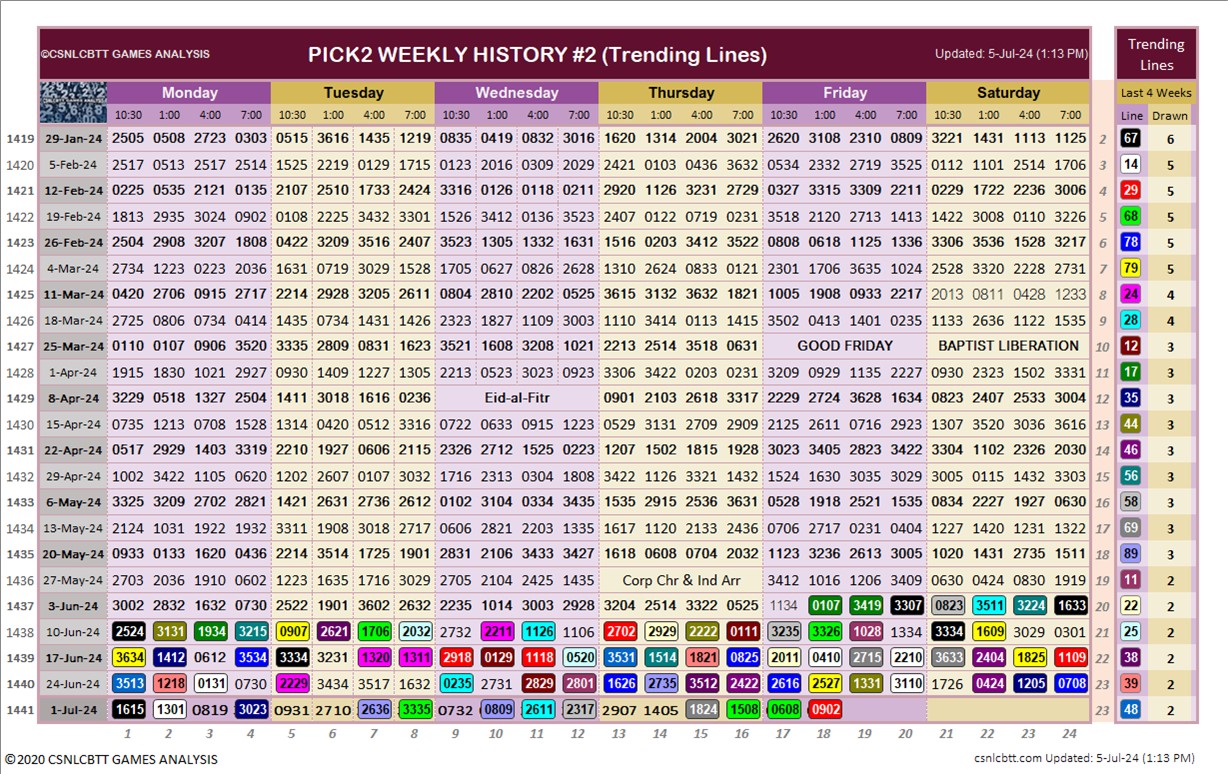 ©CSNLCBTT GAMES ANALYSIS PICK2 WEEKLY HISTORY #2 (Trending Lines) Updated: 5-Jul-24 (1:13 PM)
Trending
Lines
Monday Tuesday Wednesday Thursday Friday Saturday Last 4 Weeks
10:30 1:00 4:00 7:00 10:30 1:00 4:00 7:00 10:30 1:00 4:00 7:00 10:30 1:00 4:00 7:00 10:30 1:00 4:00 7:00 10:30 1:00 4:00 7:00 Line Drawn
1419 29-Jan-24 2505 0508 2723 0303 0515 3616 1435 1219 0835 0419 0832 3016 1620 1314 2004 3021 2620 3108 2310 0809 3221 1431 1113 1125 2 67 6
1420 5-Feb-24 2517 0513 2517 2514 1525 2219 0129 1715 0123 2016 0309 2029 2421 0103 0436 3632 0534 2332 2719 3525 0112 1101 2514 1706 3 14 5
1421 12-Feb-24 0225 0535 2121 0135 2107 2510 1733 2424 3316 0126 0118 0211 2920 1126 3231 2729 0327 3315 3309 2211 0229 1722 2236 3006 4 29 5
1422 19-Feb-24 1813 2935 3024 0902 0108 2225 3432 3301 1526 3412 0136 3523 2407 0122 0719 0231 3518 2120 2713 1413 1422 3008 0110 3226 5 68 5
1423 26-Feb-24 2504 2908 3207 1808 0422 3209 3516 2407 3523 1305 1332 1631 1516 0203 3412 3522 0808 0618 1125 1336 3306 3536 1528 3217 6 78 5
1424 4-Mar-24 2734 1223 0223 2036 1631 0719 3029 1528 1705 0627 0826 2628 1310 2624 0833 0121 2301 1706 3635 1024 2528 3320 2228 2731 7 79 5
1425 11-Mar-24 0420 2706 0915 2717 2214 2928 3205 2611 0804 2810 2202 0525 3615 3132 3632 1821 1005 1908 0933 2217 2013 0811 0428 1233 8 24 4
1426 18-Mar-24 2725 0806 0734 0414 1435 0734 1431 1426 2323 1827 1109 3003 1110 3414 0113 1415 3502 0413 1401 0235 1133 2636 1122 1535 9 28 4
1427 25-Mar-24 0110 0107 0906 3520 3335 2809 0831 1623 3521 1608 3208 1021 2213 2514 3518 0631 GOOD FRIDAY BAPTIST LIBERATION 10 12 3
1428 1-Apr-24 1915 1830 1021 2927 0930 1409 1227 1305 2213 0523 3023 0923 3306 3422 0203 0231 3209 0929 1135 2227 0930 2323 1502 3331 11 17 3
1429 8-Apr-24 3229 0518 1327 2504 1411 3018 1616 0236 Eid-al-Fitr 0901 2103 2618 3317 2229 2724 3628 1634 0823 2407 2533 3004 12 35 3
1430 15-Apr-24 0735 1213 0708 1528 1314 0420 0512 3311 0722 0633 0915 1223 0529 3131 2709 2909 2125 2611 0716 2923 1307 3520 3036 3616 13 44 3
1431 22-Apr-24 0517 2929 1403 3319 2210 1927 0606 2111 2326 2712 1525 0223 1207 1502 1815 1928 3023 3405 2823 3422 3304 1102 2326 2030 14 46 3
1432 29-Apr-24 1002 3422 1105 0620 1202 2607 0107 3032 1716 2315 0304 1808 3422 1126 3321 1432 1524 1630 3035 3029 3005 0115 1432 3303 15 56 3
1433 6-May-24 3325 3209 2702 2821 1421 2631 2736 2612 0102 3104 0334 3435 1535 2915 2536 3631 0528 1918 2521 1535 0834 2227 1927 0630 16 58 3
1434 13-May-24 2124 1031 1922 1932 3311 1908 3018 2717 0606 2821 2203 1335 1617 1120 2133 2436 0706 2717 0231 0404 1227 1420 1231 1322 17 69 3
1435 20-May-24 0933 0133 1620 0436 2214 3514 1725 1901 2831 2106 3433 3427 1618 0608 0704 2032 1123 3236 2613 3005 1020 1431 2735 1511 18 89 3
1436 27-May-24 2703 2036 1910 0602 1223 1635 1716 3029 2705 2104 2425 1435 Corp Chr & Ind Arr 3412 1016 1206 3409 0630 0424 0830 1919 19 11 2
1437 3-Jun-24 3002 2832 1632 0730 2522 1901 3602 2632 2235 1014 3003 2928 3204 2514 3322 0525 1134 0107 3419 3307 0823 3511 3224 1633 20 22 2
1438 10-Jun-24 2524 3131 1934 3215 0907 2621 1706 2032 2732 2211 1126 1106 2702 2929 2222 0111 3235 3326 1028 1334 3334 1609 3029 0301 21 25 2
1439 17-Jun-24 3634 1412 0612 3534 3334 3231 1320 1311 2918 0129 1118 0520 3531 1514 1821 0825 2011 0410 2715 2210 3633 2404 1825 1109 22 38 2
1440 24-Jun-24 3513 1218 0131 0730 2229 3434 3517 1632 0235 2731 2829 2801 1626 2735 3512 2422 2616 2527 1331 3110 1726 0424 1205 0708 23 39 2
1441 1-Jul-24 1615 1301 0819 3023 0931 2710 2636 3335 0732 0809 2611 2317 2907 1405 1824 1508 0608 0902 23 48 2
1 2 3 4 5 6 7 8 9 10 11 12 13 14 15 16 17 18 19 20 21 22 23 24
©2020 CSNLCBTT GAMES ANALYSIS csnlcbtt.com Updated: 5-Jul-24 (1:13 PM)